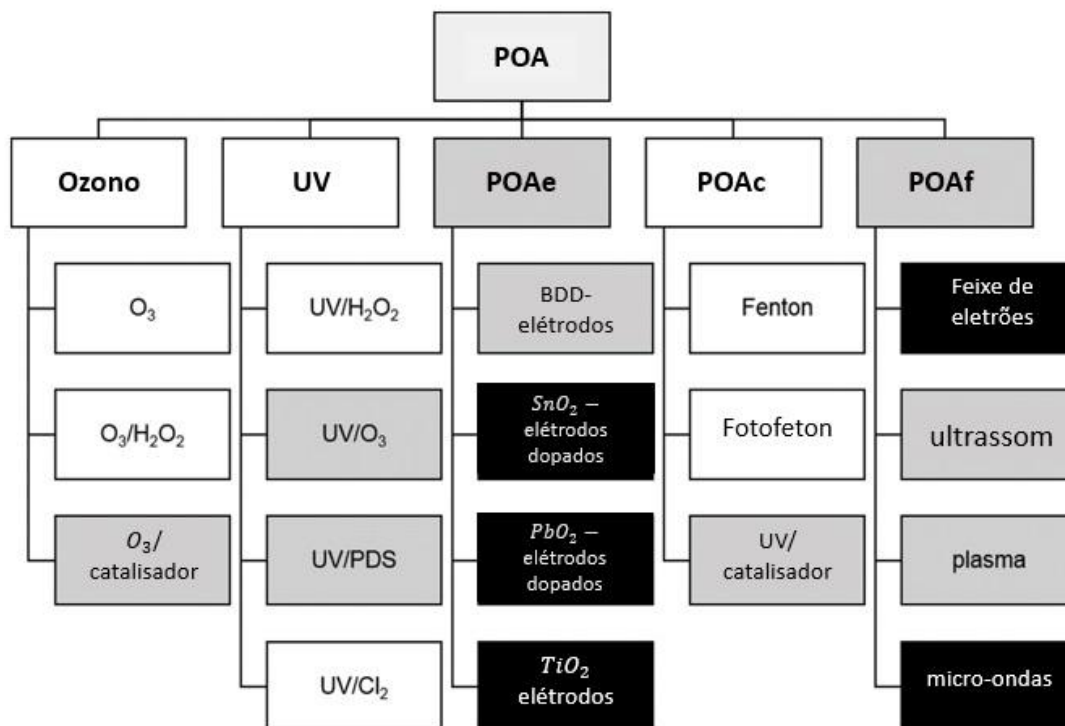 POA
Ozono
UV
POAe
POAc
POAf
O₃
UV/H₂O₂
BDD-
elétrodos
Fenton
Feixe de
eletrões
O₃/H₂O₂
UV/O₃
SnO₂ –
elétrodos
dopados
Fotofeton
ultrassom
O₃/
catalisador
UV/PDS
PbO₂ –
elétrodos
dopados
UV/
catalisador
plasma
UV/Cl₂
TiO₂
elétrodos
micro-ondas